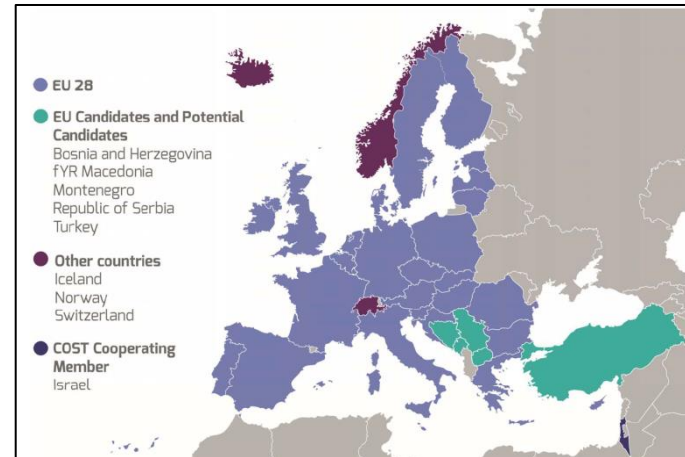 EU 28
EU Candidates and Potential
Candidates
Bosnia and Herzegovina
fYR Macedonia
Montenegro
Republic of Serbia
Turkey
Other countries
Iceland
Norway
Switzerland
COST Cooperating
Member
Israel